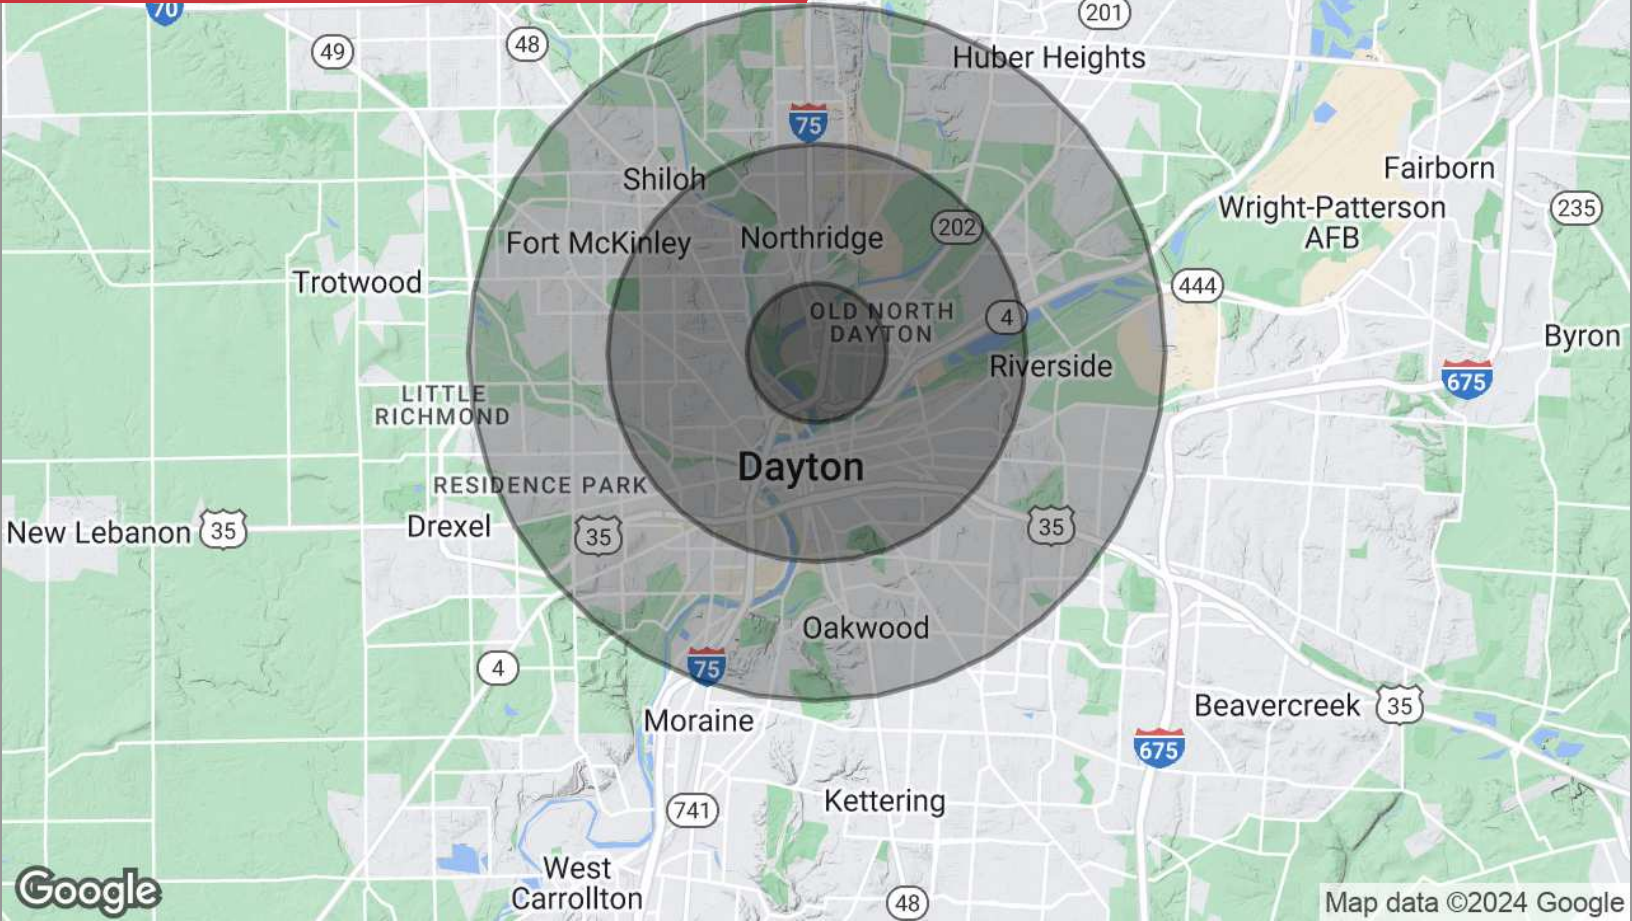 70
201
49
48
Huber Heights
75
Shiloh
Fairborn
Wright-Patterson
AFB
235
202
Fort McKinley
Northridge
Trotwood
444
OLD NORTH
DAYTON
4
Byron
Riverside
675
LITTLE
RICHMOND
Dayton
RESIDENCE PARK
New Lebanon
35
Drexel
35
35
Oakwood
4
75
Moraine
Beavercreek
35
675
741
Kettering
West
Carrollton
Google
48
Map data ©2024 Google